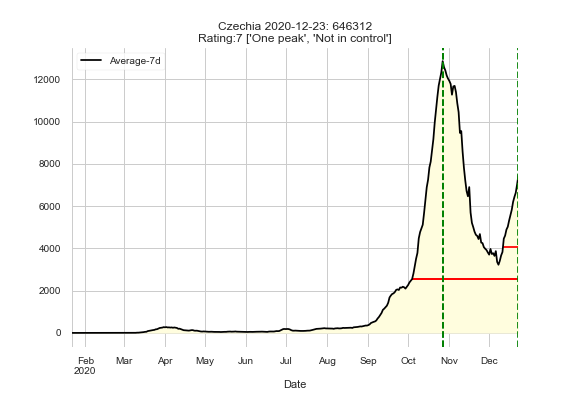 Czechia 2020-12-23: 646312
Rating:7 ['One peak', 'Not in control']
Average-7d
12000
10000
8000
6000
4000
2000
0
Feb Mar Apr May Jun Jul Aug Sep Oct Nov Dec
2020
Date